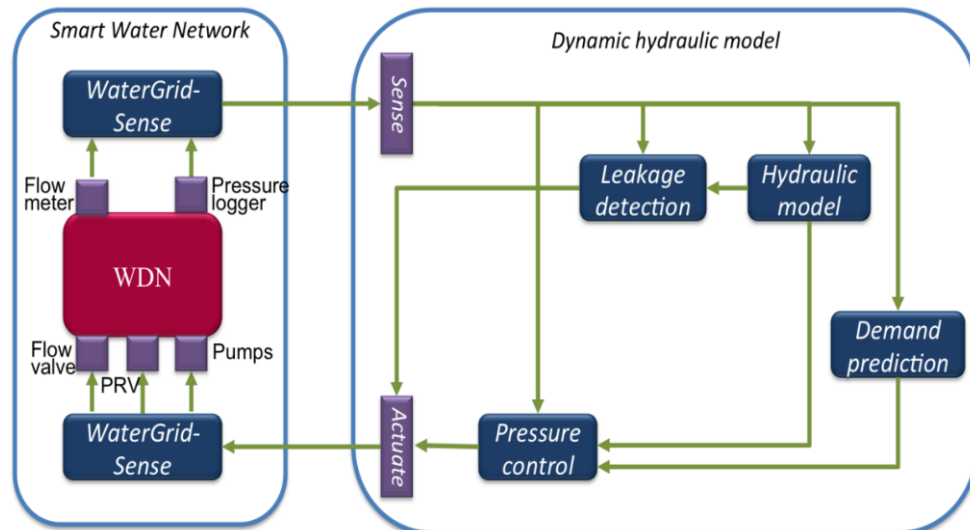 Smart Water Network
WaterGrid-
Sense
Flow
meter
Pressure
logger
WDN
Flow
valve
PRV
Pumps
WaterGrid-
Sense
Dynamic hydraulic model
Sense
Leakage
detection
Hydraulic
model
Demand
prediction
Actuate
Pressure
control